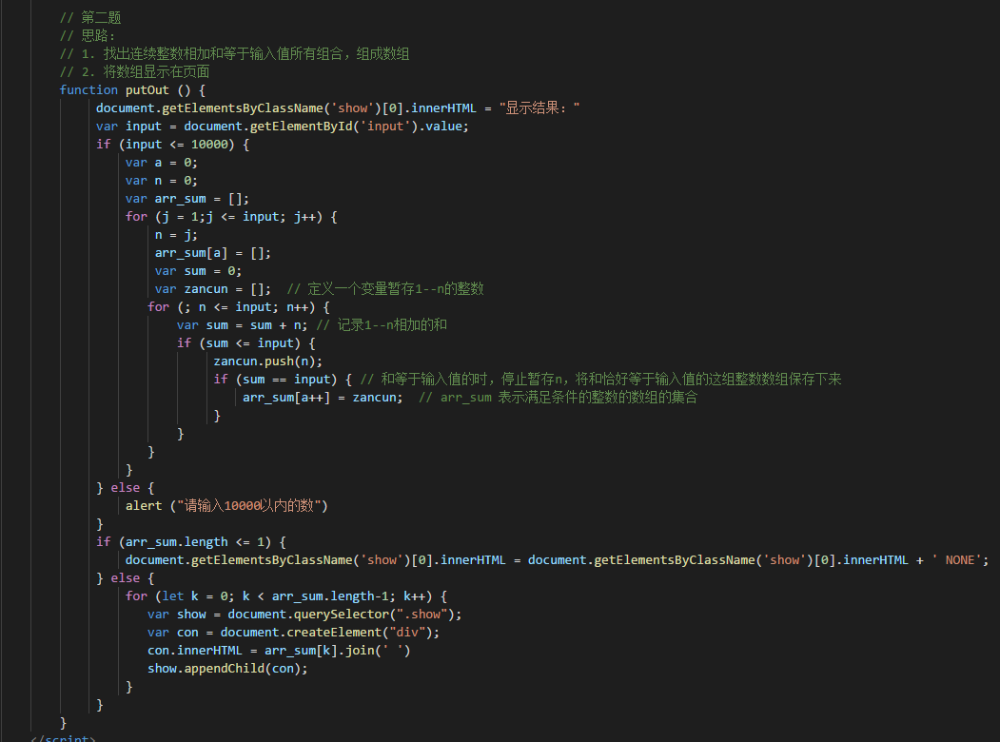 // 第二题
// 思路：
// 1. 找出连续整数相加和等于输入值所有组合，组成数组
// 2. 将数组显示在页面
function putOut () {
document.getElementsByClassName('show')[0].innerHTML = "显示结果："
var input = document.getElementById('input').value;
if (input <= 10000) {
var a = 0;
var n = 0;
var arr_sum = [];
for (j = 1;j <= input; j++) {
n = j;
arr_sum[a] = [];
var sum = 0;
var zancun = []; // 定义一个变量暂存1--n的整数
for (; n <= input; n++) {
var sum = sum + n; // 记录1--n相加的和
if (sum <= input) {
zancun.push(n);
if (sum == input) { // 和等于输入值的时，停止暂存n，将和恰好等于输入值的这组整数数组保存下来
arr_sum[a++] = zancun; // arr_sum 表示满足条件的整数的数组的集合
}
}
}
}
} else {
alert ("请输入10000以内的数")
}
if (arr_sum.length <= 1) {
document.getElementsByClassName('show')[0].innerHTML = document.getElementsByClassName('show')[0].innerHTML + ' NONE';
} else {
for (let k = 0; k < arr_sum.length-1; k++) {
var show = document.querySelector(".show");
var con = document.createElement("div");
con.innerHTML = arr_sum[k].join(' ')
show.appendChild(con);
}
}
}
</script>